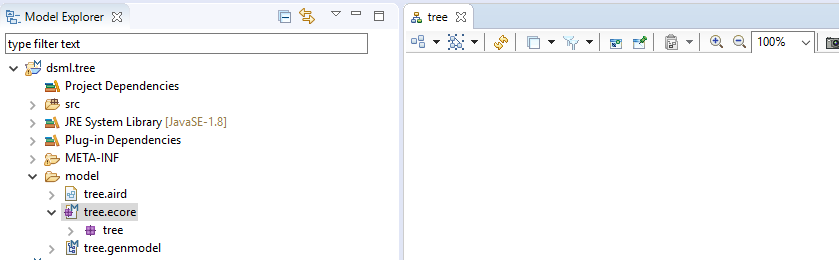 Model Explorer
type filter text
dsml.tree
Project Dependencies
src
JRE System Library [JavaSE-1.8]
Plug-in Dependencies
META-INF
model
tree.aird
tree.ecore
tree
tree.genmodel
tree
100%